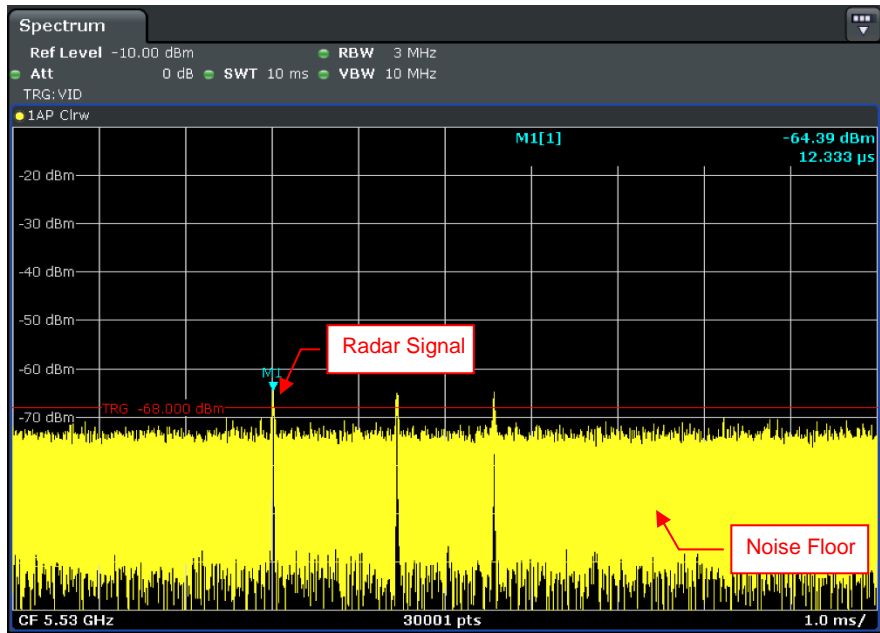 Spectrum
Ref Level -10.00 dBm RBW 3 MHz
Att 0 dB SWT 10 ms VBW 10 MHz
TRG:VID
1AP Clrw
M1[1] -64.39 dBm
12.333 µs
-20 dBm
-30 dBm
-40 dBm
-50 dBm
Radar Signal
-60 dBm
M1
TRG -68.000 dBm
-70 dBm
Noise Floor
CF 5.53 GHz 30001 pts 1.0 ms/